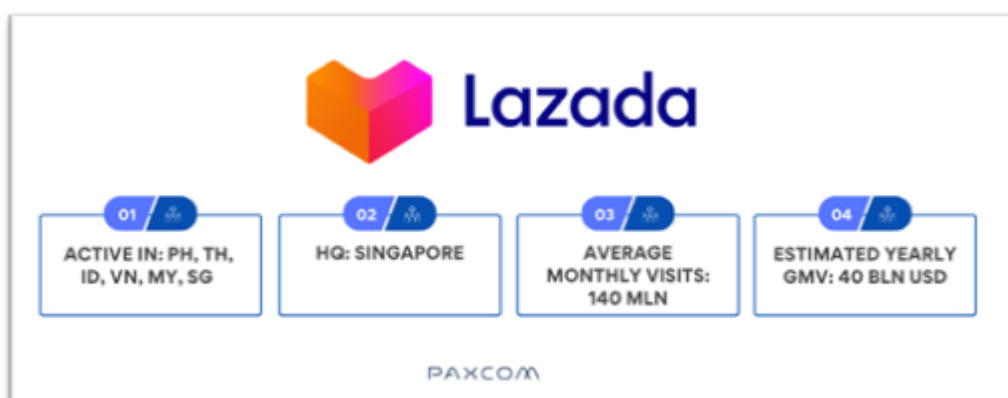 Lazada
01
ACTIVE IN: PH, TH,
ID, VN, MY, SG
02
HQ: SINGAPORE
03
AVERAGE
MONTHLY VISITS:
140 MLN
04
ESTIMATED YEARLY
GMV: 40 BLN USD
PAXCOM